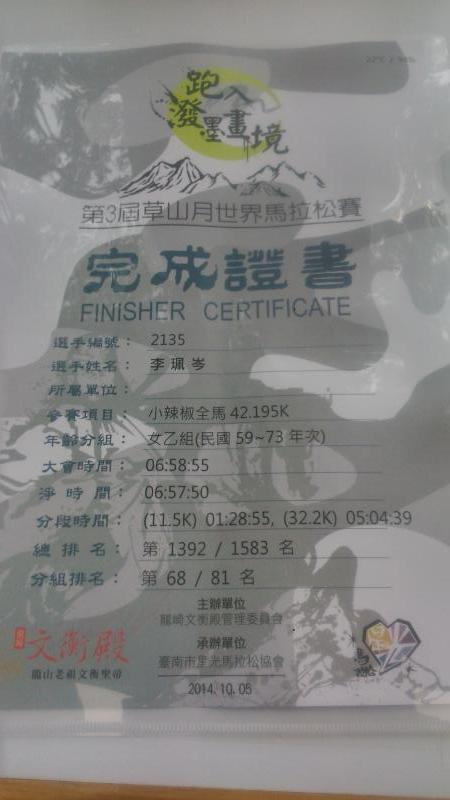 跑入
潑墨畫境
第3屆草山月世界馬拉松賽
完成證書
FINISHER CERTIFICATE
選手編號： 2135
選手姓名： 李珮岑
所屬單位：
參賽項目： 小辣椒全馬 42.195K
年齡分組： 女乙組(民國 59~73 年次)
大會時間： 06:58:55
淨時間： 06:57:50
分段時間： (11.5K) 01:28:55, (32.2K) 05:04:39
總排名： 第 1392 / 1583 名
分組排名： 第 68 / 81 名
主辦單位
龍崎文衡殿管理委員會
承辦單位
臺南市星光馬拉松協會
2014.10.05
文衡殿
龍山老祖文衡聖帝